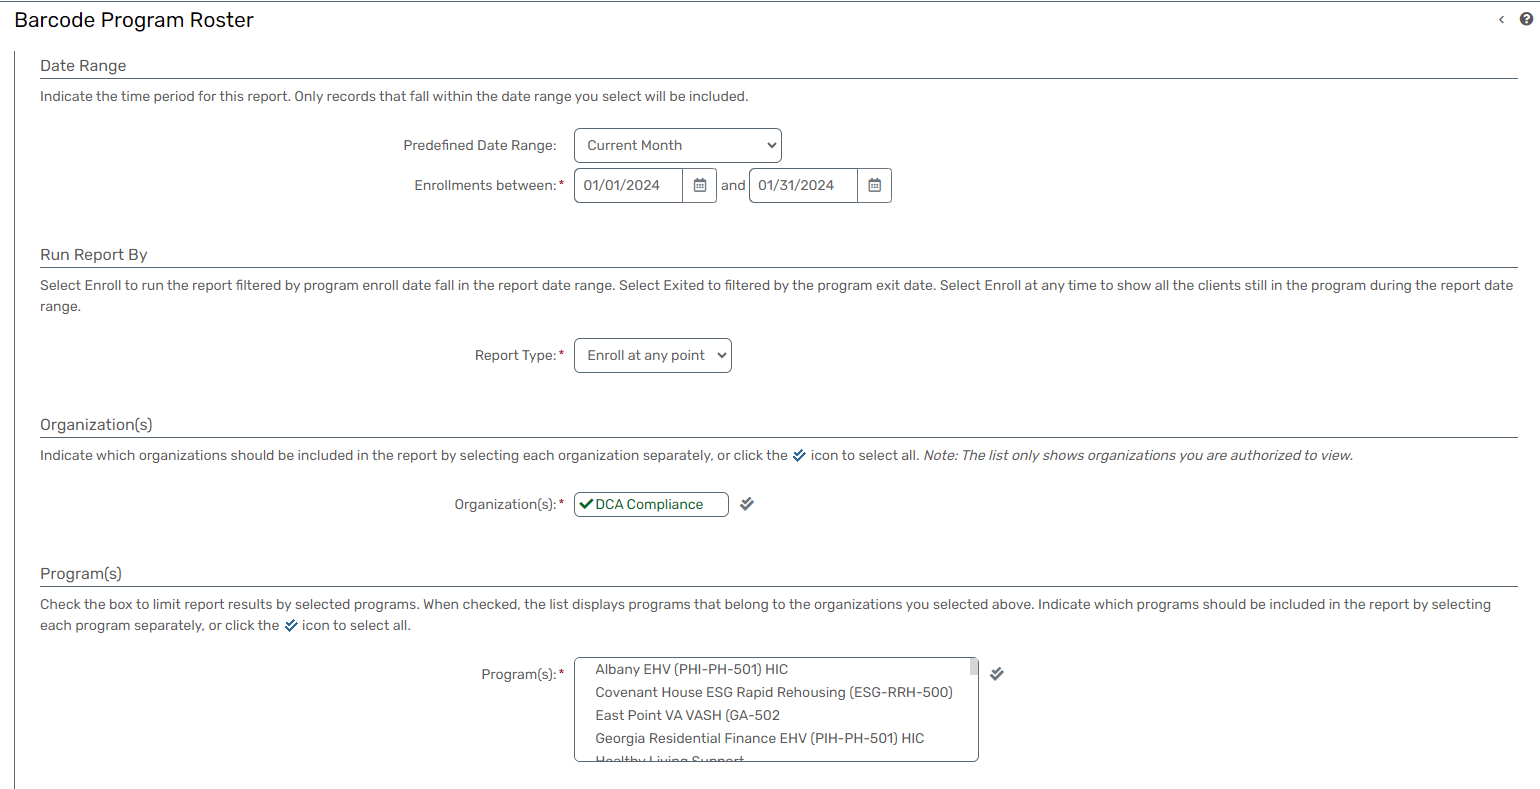 Barcode Program Roster
Date Range
Indicate the time period for this report. Only records that fall within the date range you select will be included.
Predefined Date Range: Current Month
Enrollments between:* 01/01/2024 and 01/31/2024
Run Report By
Select Enroll to run the report filtered by program enroll date fall in the report date range. Select Exited to filtered by the program exit date. Select Enroll at any time to show all the clients still in the program during the report date
range.
Report Type:* Enroll at any point
Organization(s)
Indicate which organizations should be included in the report by selecting each organization separately, or click the icon to select all. Note: The list only shows organizations you are authorized to view.
Organization(s):* DCA Compliance
Program(s)
Check the box to limit report results by selected programs. When checked, the list displays programs that belong to the organizations you selected above. Indicate which programs should be included in the report by selecting
each program separately, or click the icon to select all.
Program(s):* Albany EHV (PHI-PH-501) HIC
Covenant House ESG Rapid Rehousing (ESG-RRH-500)
East Point VA VASH (GA-502
Georgia Residential Finance EHV (PIH-PH-501) HIC
Healthy Living Support